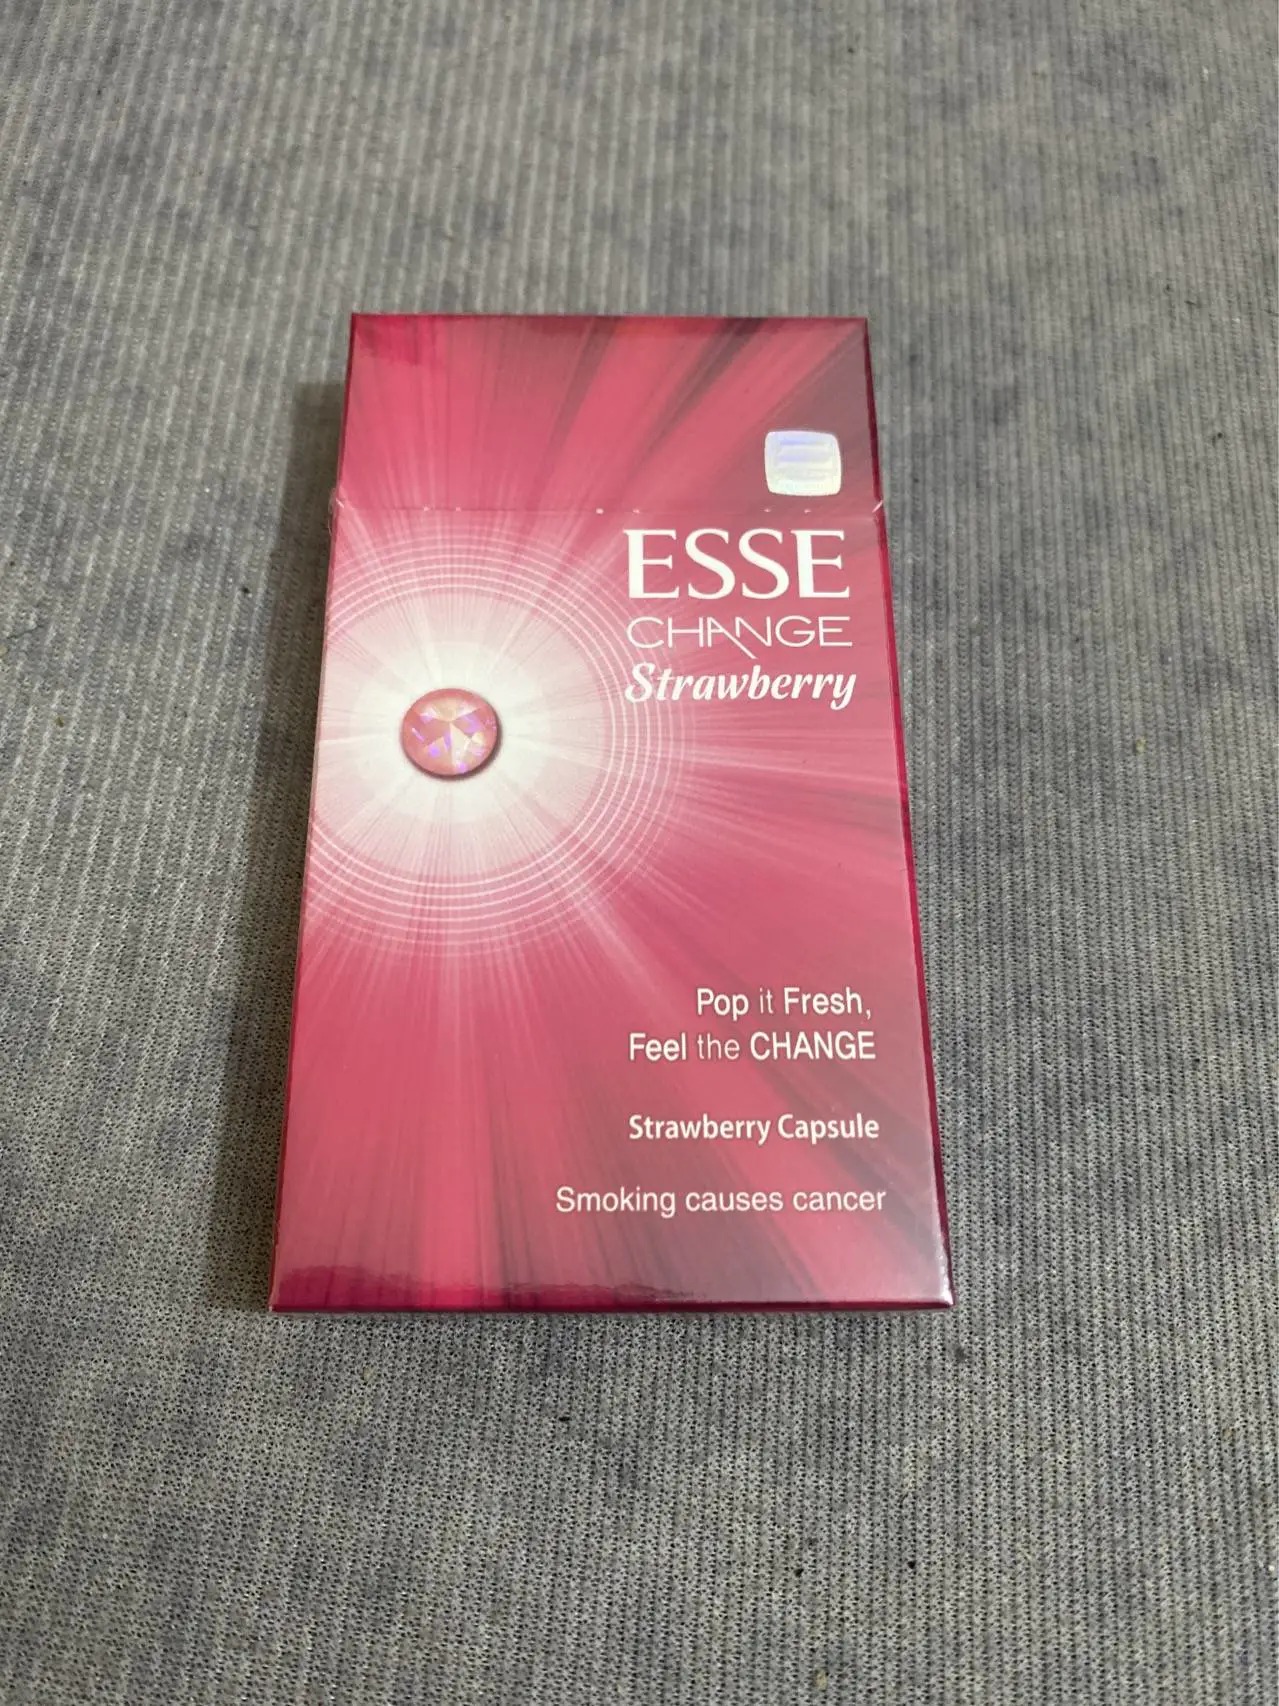 ESSE
CHANGE
Strawberry
Pop it Fresh,
Feel the CHANGE
Strawberry Capsule
Smoking causes cancer